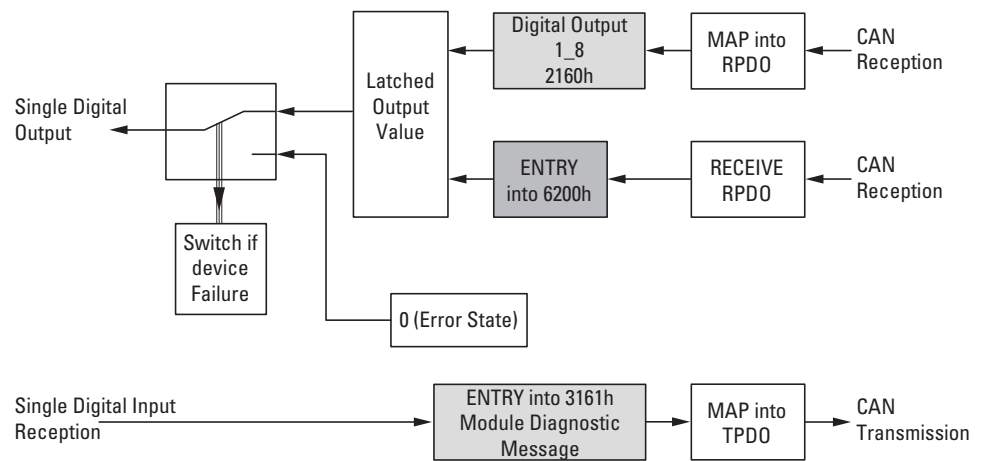 Digital Output
1_8
2160h
MAP into
RPDO
CAN
Reception
Latched
Output
Value
Single Digital
Output
ENTRY
into 6200h
RECEIVE
RPDO
CAN
Reception
Switch if
device
Failure
0 (Error State)
Single Digital Input
Reception
ENTRY into 3161h
Module Diagnostic
Message
MAP into
TPDO
CAN
Transmission